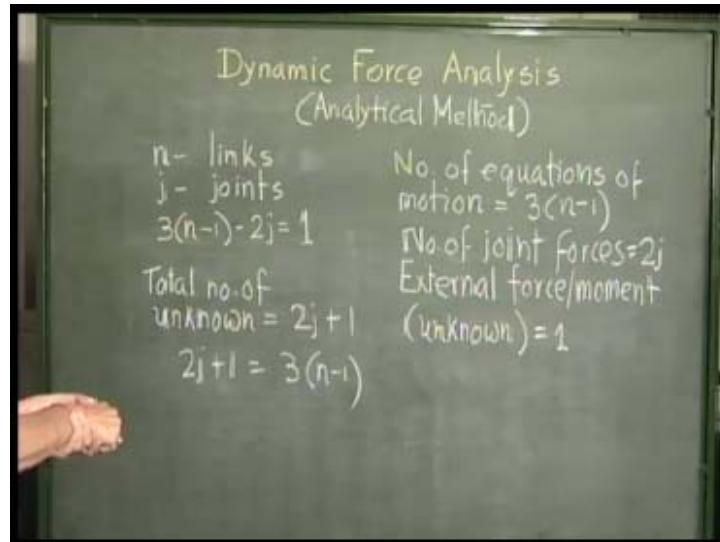 Dynamic Force Analysis
(Analytical Method)
n- links
j- joints
3(n-1)-2j=1
Total no. of
unknown = 2j+1
2j+1 = 3(n-1)
No. of equations of
motion = 3(n-1)
No. of joint forces=2j
External force/moment
(unknown) = 1